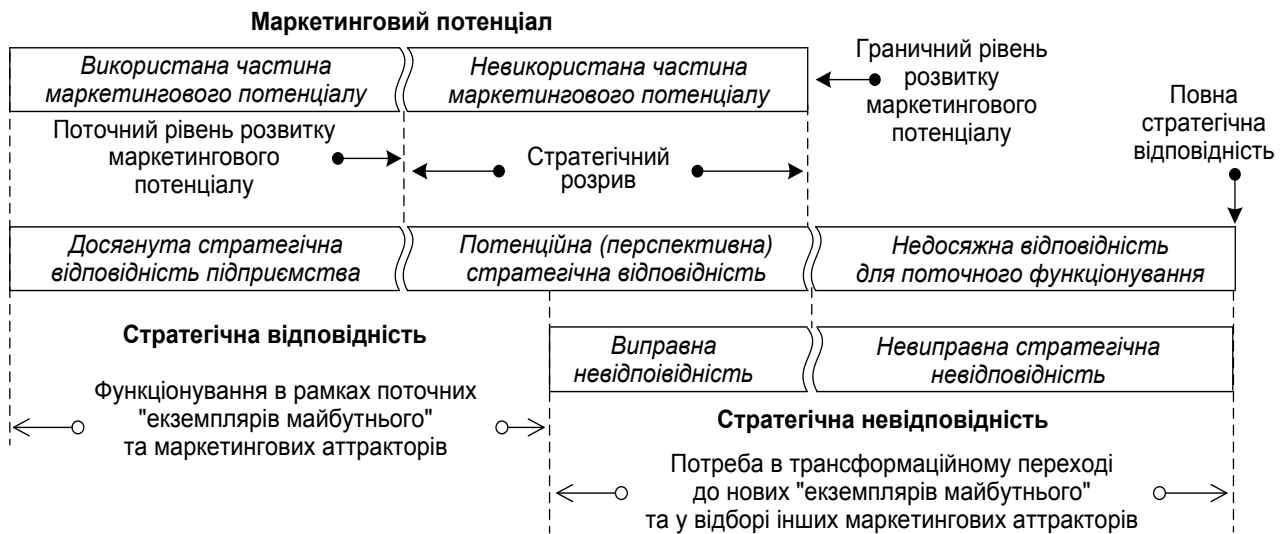 Маркетинговий потенціал
Використана частина
маркетингового потенціалу
Невикористана частина
маркетингового потенціалу
Граничний рівень
розвитку
маркетингового
потенціалу
Повна
стратегічна
відповідність
Поточний рівень розвитку
маркетингового
потенціалу
Стратегічний
розрив
Досягнута стратегічна
відповідність підприємства
Потенційна (перспективна)
стратегічна відповідність
Недосяжна відповідність
для поточного функціонування
Стратегічна відповідність
Виправна
невідпоівідність
Невиправна стратегічна
невідповідність
Функціонування в рамках поточних
"екземплярів майбутнього"
та маркетингових аттракторів
Стратегічна невідповідність
Потреба в трансформаційному переході
до нових "екземплярів майбутнього"
та у відборі інших маркетингових аттракторів